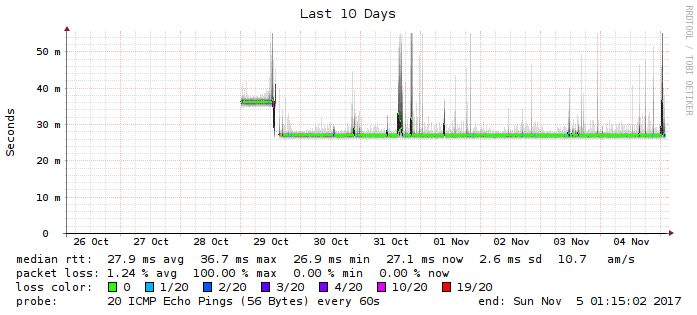 Last 10 Days
RRDTOOL / TOBI OETIKER
Seconds
50 m
40 m
30 m
20 m
10 m
0
26 Oct 27 Oct 28 Oct 29 Oct 30 Oct 31 Oct 01 Nov 02 Nov 03 Nov 04 Nov
median rtt: 27.9 ms avg 36.7 ms max 26.9 ms min 27.1 ms now 2.6 ms sd 10.7 am/s
packet loss: 1.24 % avg 100.00 % max 0.00 % min 0.00 % now
loss color: 0 1/20 2/20 3/20 4/20 10/20 19/20
probe: 20 ICMP Echo Pings (56 Bytes) every 60s end: Sun Nov 5 01:15:02 2017